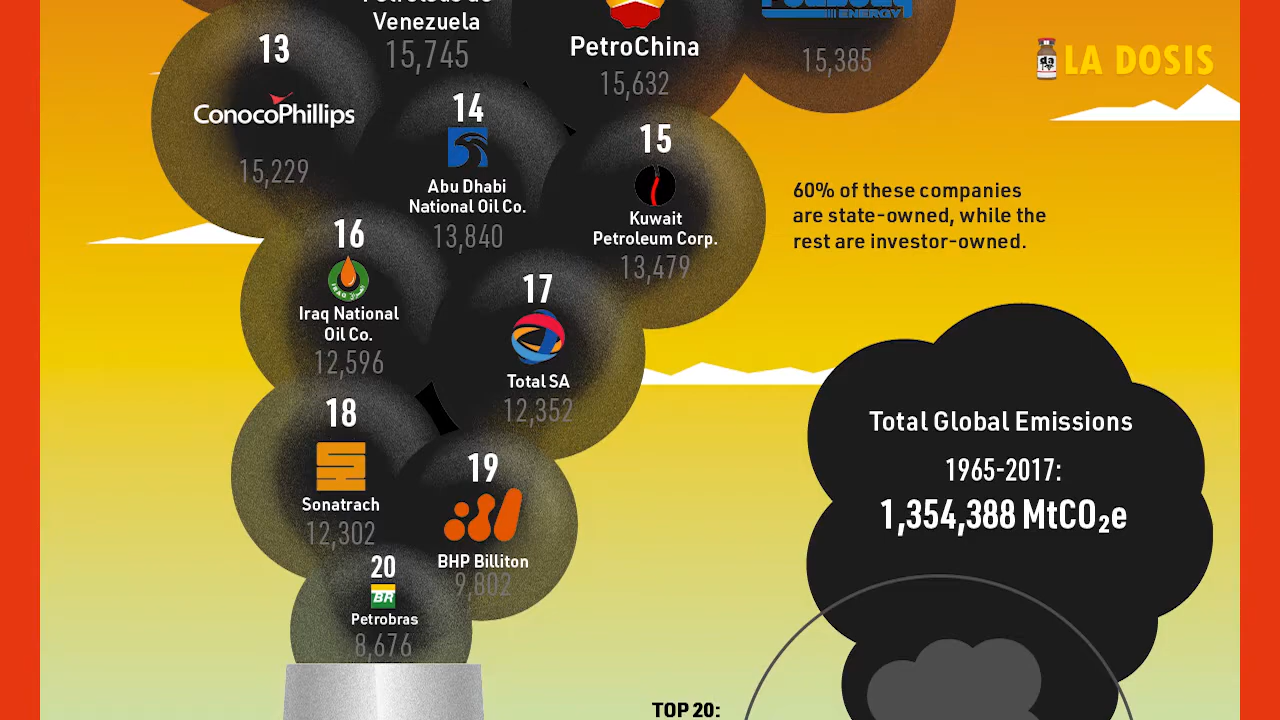 Venezuela
15,745
PetroChina
15,632
ENERGY
15,385
LA DOSIS
13
ConocoPhillips
15,229
14
Abu Dhabi
National Oil Co.
13,840
15
Kuwait
Petroleum Corp.
13,479
60% of these companies
are state-owned, while the
rest are investor-owned.
16
IRAQ
Iraq National
Oil Co.
12,596
17
Total SA
12,352
18
Sonatrach
12,302
19
BHP Billiton
9,802
20
BR
Petrobras
8,676
Total Global Emissions
1965-2017:
1,354,388 MtCO₂e
TOP 20: